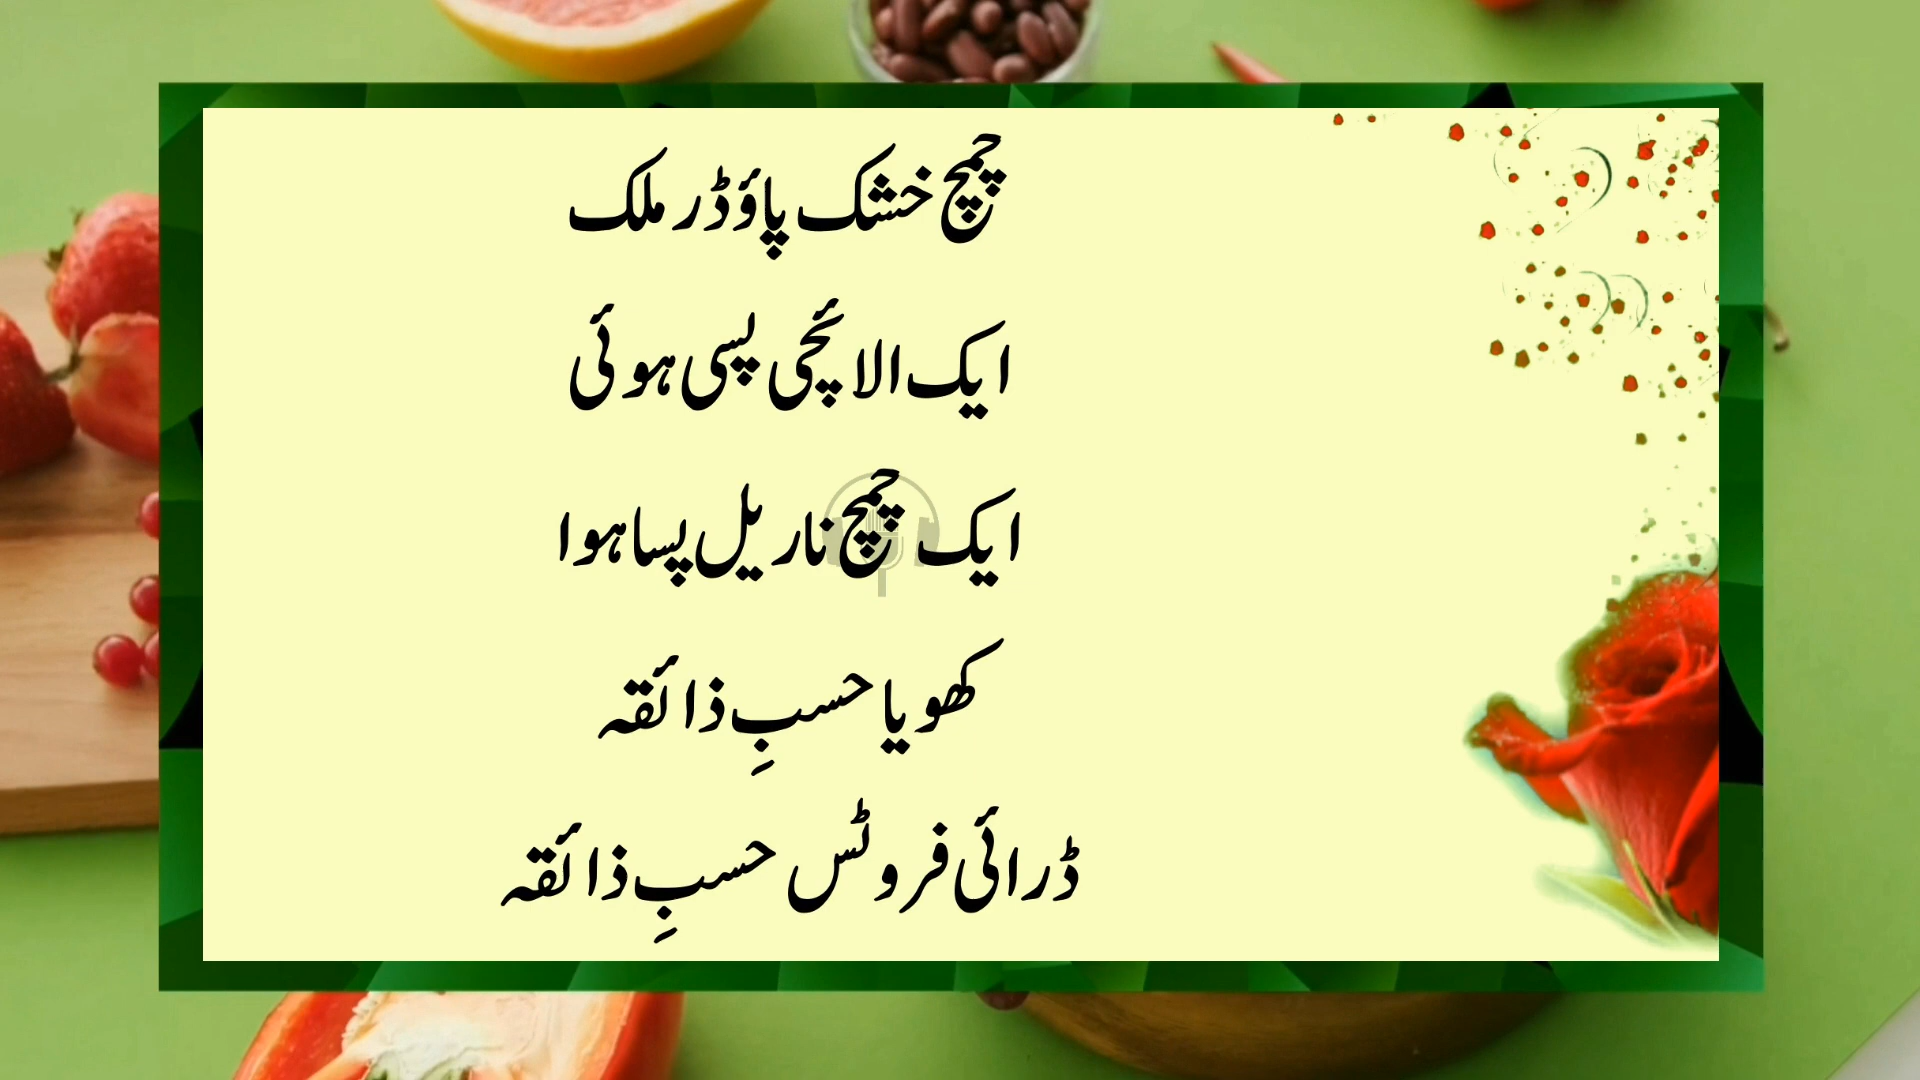 چمچ خشک پاؤڈر ملک
ایک الائچی پسی ہوئی
ایک چمچ ناریل پسا ہوا
کھویا حسبِ ذائقہ
ڈرائی فروٹس حسبِ ذائقہ